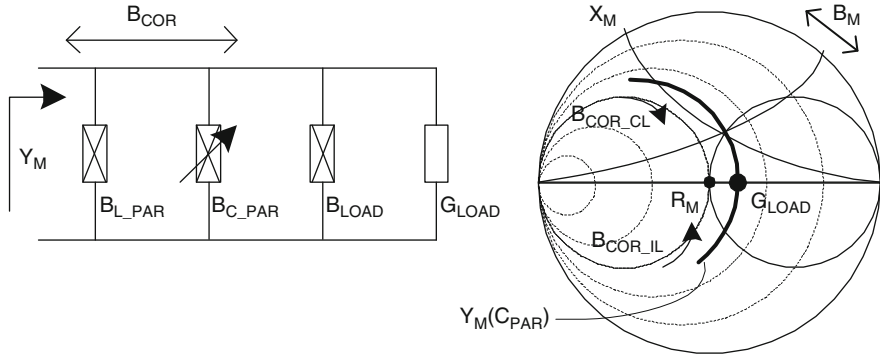 B_COR
Y_M
B_L_PAR
B_C_PAR
B_LOAD
G_LOAD
X_M
B_M
B_COR_CL
R_M
G_LOAD
B_COR_IL
Y_M(C_PAR)